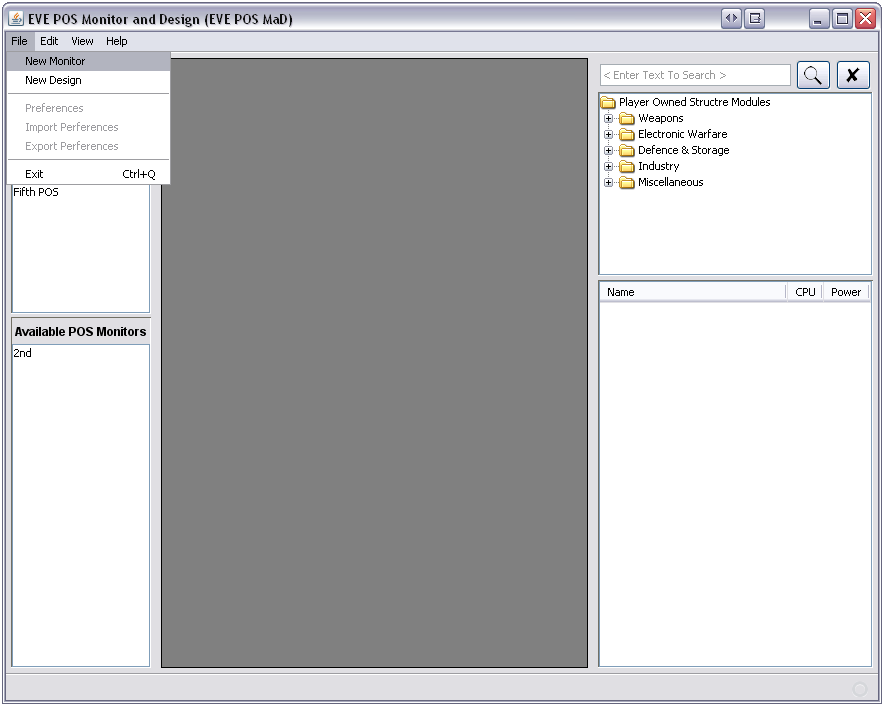 EVE POS Monitor and Design (EVE POS MaD)
File Edit View Help
New Monitor
New Design
Preferences
Import Perferences
Export Perferences
Exit Ctrl+Q
Fifth POS
Available POS Monitors
2nd
< Enter Text To Search >
Player Owned Structre Modules
Weapons
Electronic Warfare
Defence & Storage
Industry
Miscellaneous
Name CPU Power